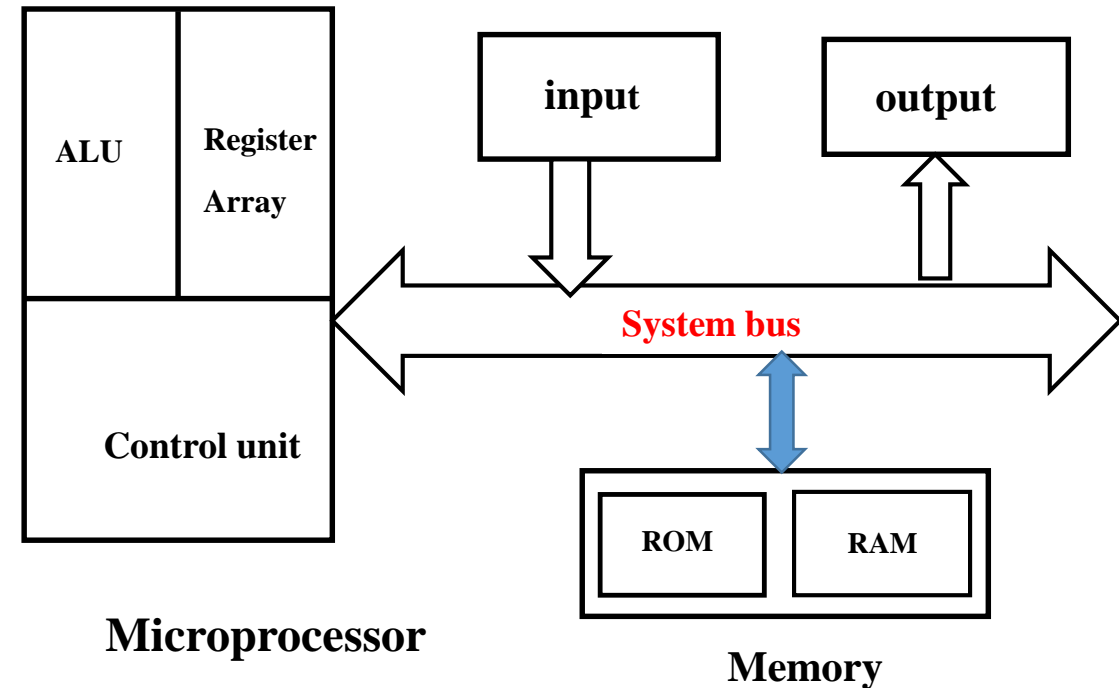 ALU
Register
Array
Control unit
Microprocessor
input
output
System bus
ROM
RAM
Memory